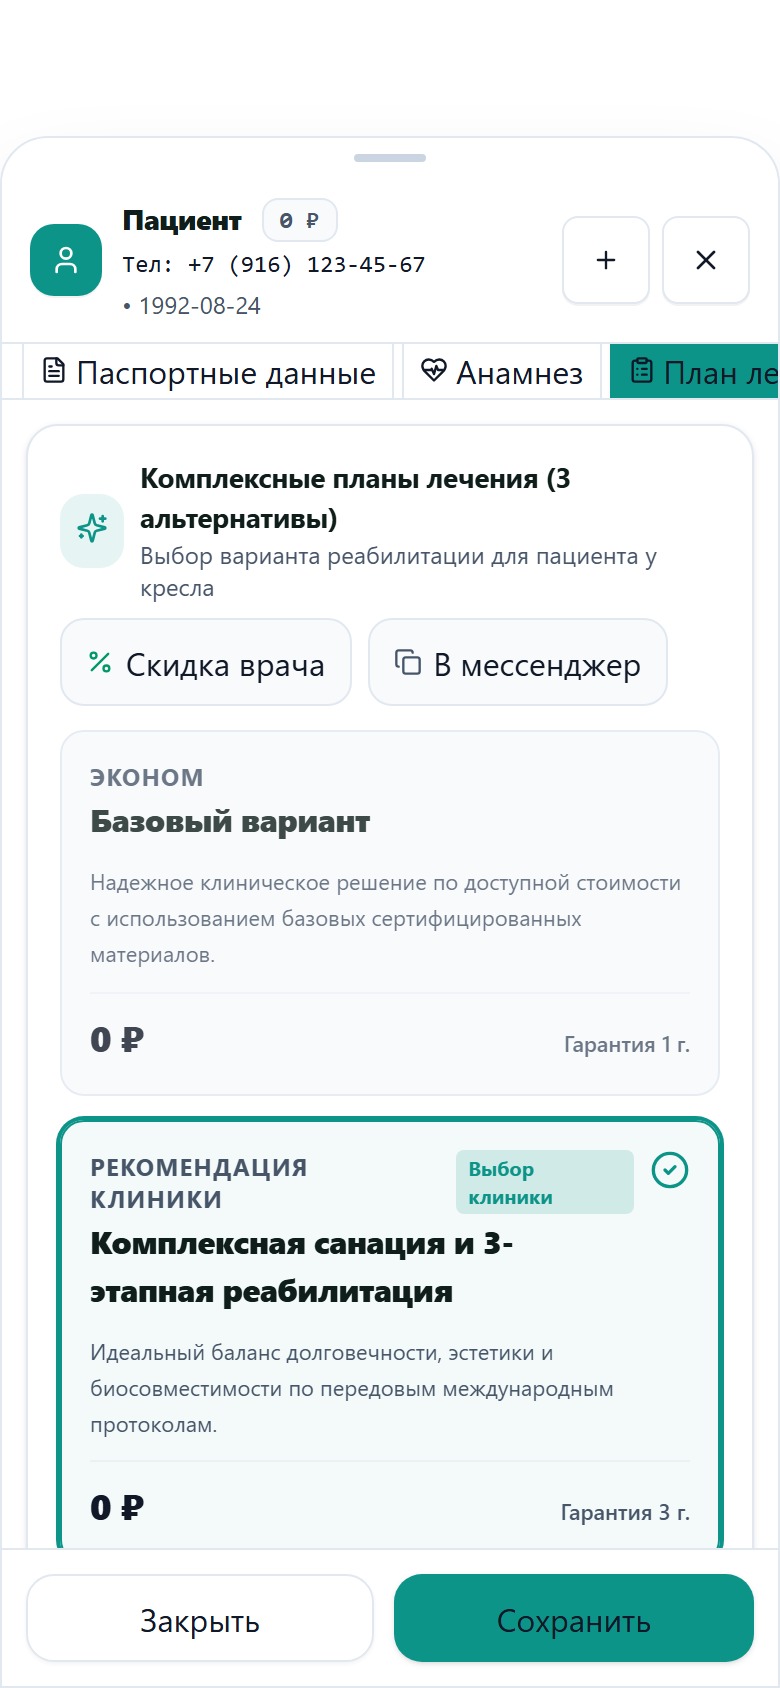 Пациент 0 ₽
Тел: +7 (916) 123-45-67
• 1992-08-24
Паспортные данные Анамнез План ле
Комплексные планы лечения (3
альтернативы)
Выбор варианта реабилитации для пациента у
кресла
Скидка врача В мессенджер
ЭКОНОМ
Базовый вариант
Надежное клиническое решение по доступной стоимости
с использованием базовых сертифицированных
материалов.
0 ₽ Гарантия 1 г.
РЕКОМЕНДАЦИЯ
КЛИНИКИ
Выбор
клиники
Комплексная санация и 3-
этапная реабилитация
Идеальный баланс долговечности, эстетики и
биосовместимости по передовым международным
протоколам.
0 ₽ Гарантия 3 г.
Закрыть Сохранить